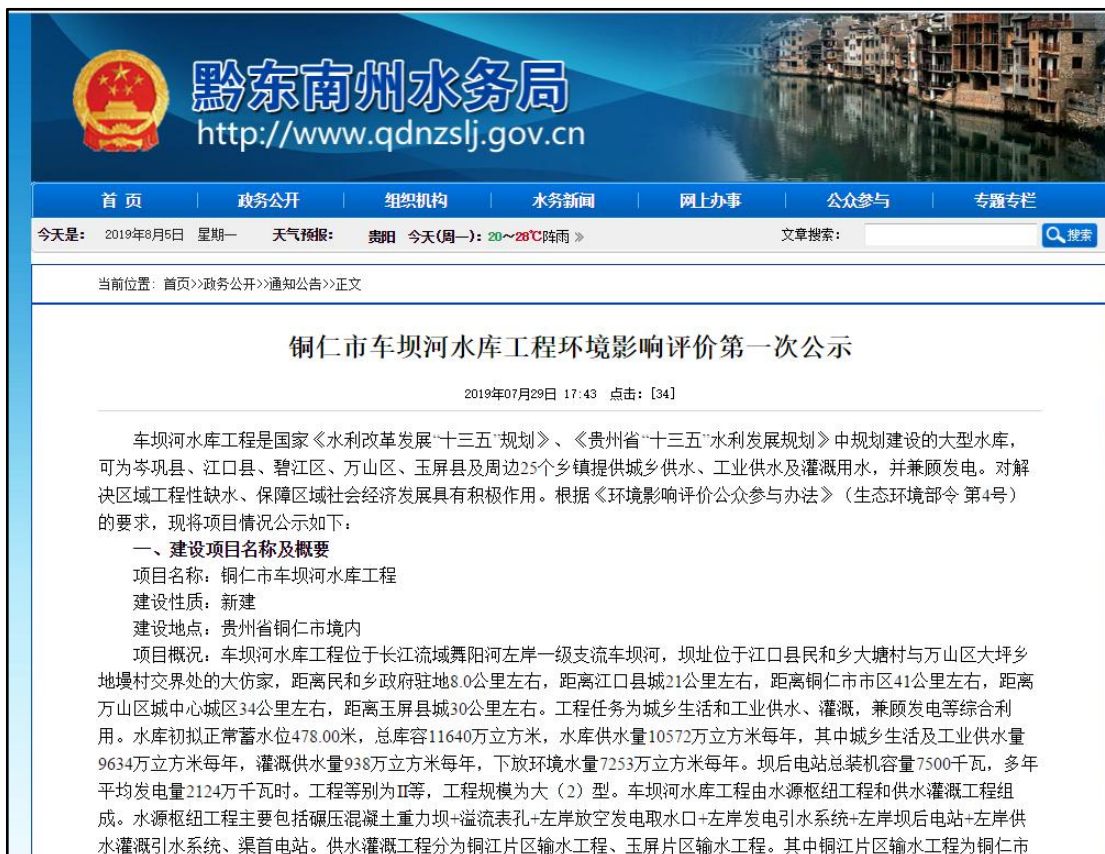 黔东南州水务局
http://www.qdnzslj.gov.cn
首 页 政务公开 组织机构 水务新闻 网上办事 公众参与 专题专栏
今天是： 2019年8月5日 星期一 天气预报： 贵阳 今天(周一)：20～28℃阵雨 文章搜索： 搜索
当前位置: 首页>>政务公开>>通知公告>>正文
铜仁市车坝河水库工程环境影响评价第一次公示
2019年07月29日 17:43 点击：[34]
车坝河水库工程是国家《水利改革发展“十三五”规划》、《贵州省“十三五”水利发展规划》中规划建设的大型水库，
可为岑巩县、江口县、碧江区、万山区、玉屏县及周边25个乡镇提供城乡供水、工业供水及灌溉用水，并兼顾发电。对解
决区域工程性缺水、保障区域社会经济发展具有积极作用。根据《环境影响评价公众参与办法》（生态环境部令 第4号）
的要求，现将项目情况公示如下：
一、建设项目名称及概要
项目名称：铜仁市车坝河水库工程
建设性质：新建
建设地点：贵州省铜仁市境内
项目概况：车坝河水库工程位于长江流域舞阳河左岸一级支流车坝河，坝址位于江口县民和乡大塘村与万山区大坪乡
地墁村交界处的大仿家，距离民和乡政府驻地8.0公里左右，距离江口县城21公里左右，距离铜仁市市区41公里左右，距离
万山区城中心城区34公里左右，距离玉屏县城30公里左右。工程任务为城乡生活和工业供水、灌溉，兼顾发电等综合利
用。水库初拟正常蓄水位478.00米，总库容11640万立方米，水库供水量10572万立方米每年，其中城乡生活及工业供水量
9634万立方米每年，灌溉供水量938万立方米每年，下放环境水量7253万立方米每年。坝后电站总装机容量7500千瓦，多年
平均发电量2124万千瓦时。工程等别为II等，工程规模为大（2）型。车坝河水库工程由水源枢纽工程和供水灌溉工程组
成。水源枢纽工程主要包括碾压混凝土重力坝+溢流表孔+左岸放空发电取水口+左岸发电引水系统+左岸坝后电站+左岸供
水灌溉引水系统、渠首电站。供水灌溉工程分为铜江片区输水工程、玉屏片区输水工程。其中铜江片区输水工程为铜仁市